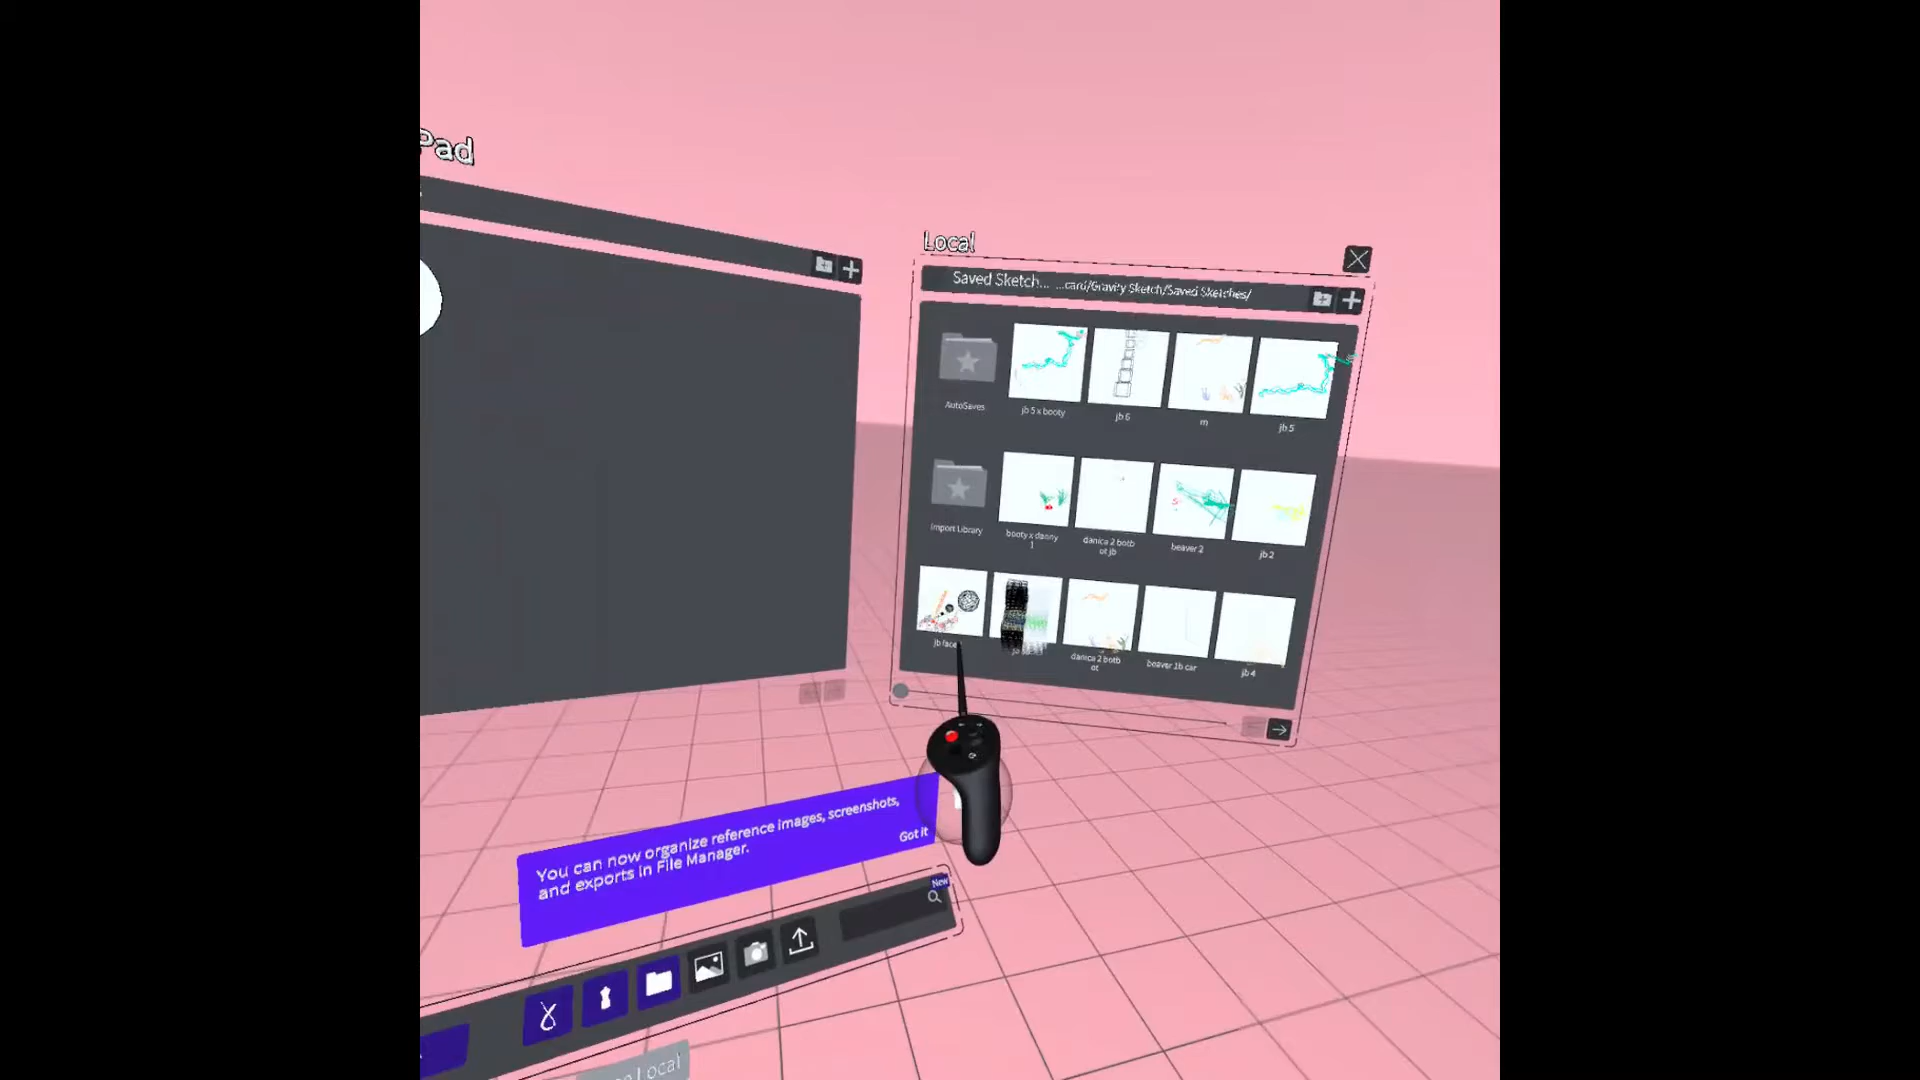 Pad
Local
Saved Sketch... ...card/Gravity Sketch/Saved Sketches/
AutoSaves
jb 5 x booty
jb 6
m
jb 5
Import Library
booty x danny
1
danica 2 botb
ot jb
beaver 2
jb 2
jb face
danica 2 botb
ot
beaver 1b car
jb 4
You can now organize reference images, screenshots,
and exports in File Manager.
Got it
New
Local